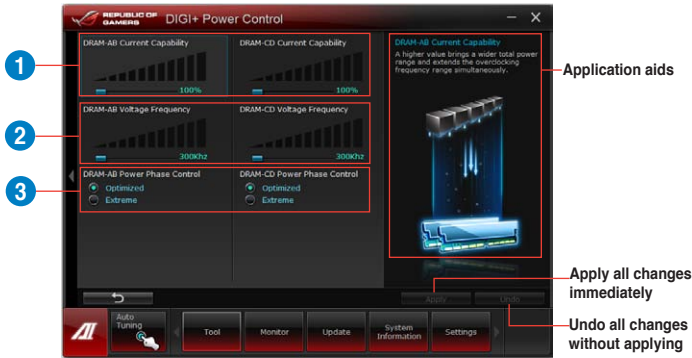 REPUBLIC OF
GAMERS
DIGI+ Power Control
1
DRAM-AB Current Capability
100%
DRAM-CD Current Capability
100%
2
DRAM-AB Voltage Frequency
300Khz
DRAM-CD Voltage Frequency
300Khz
3
DRAM-AB Power Phase Control
Optimized
Extreme
DRAM-CD Power Phase Control
Optimized
Extreme
DRAM-AB Current Capability
A higher value brings a wider total power
range and extends the overclocking
frequency range simultaneously.
Application aids
Apply
Undo
Apply all changes
immediately
Undo all changes
without applying
AI
Auto
Tuning
Tool
Monitor
Update
System
Information
Settings